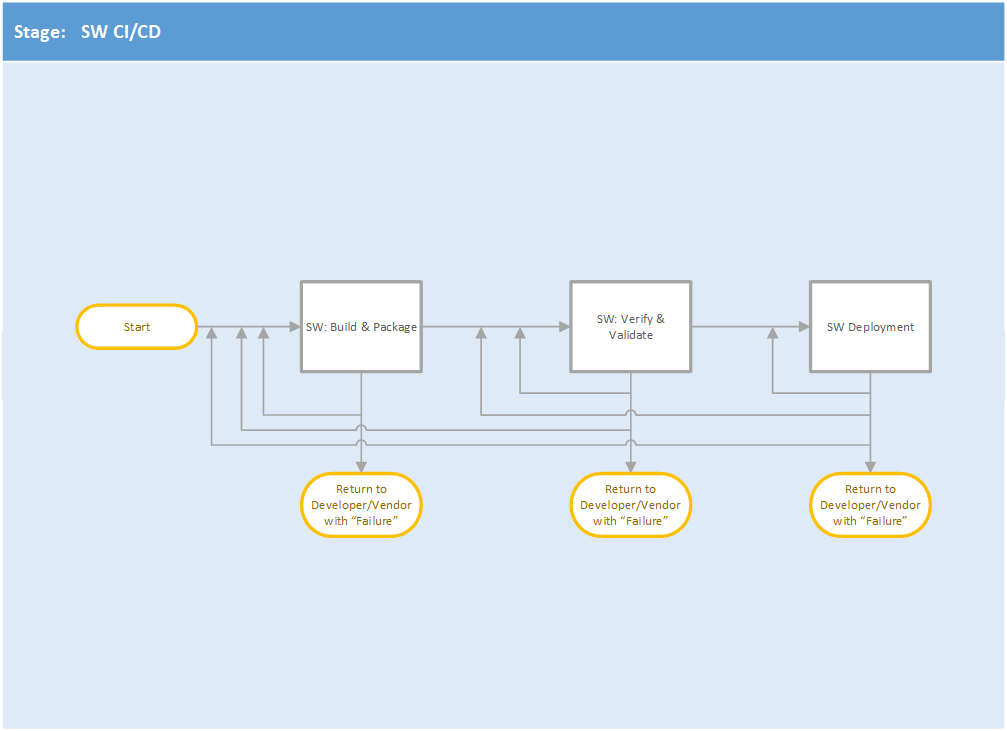 Stage: SW CI/CD
Start
SW: Build & Package
SW: Verify &
Validate
SW Deployment
Return to
Developer/Vendor
with “Failure”
Return to
Developer/Vendor
with “Failure”
Return to
Developer/Vendor
with “Failure”